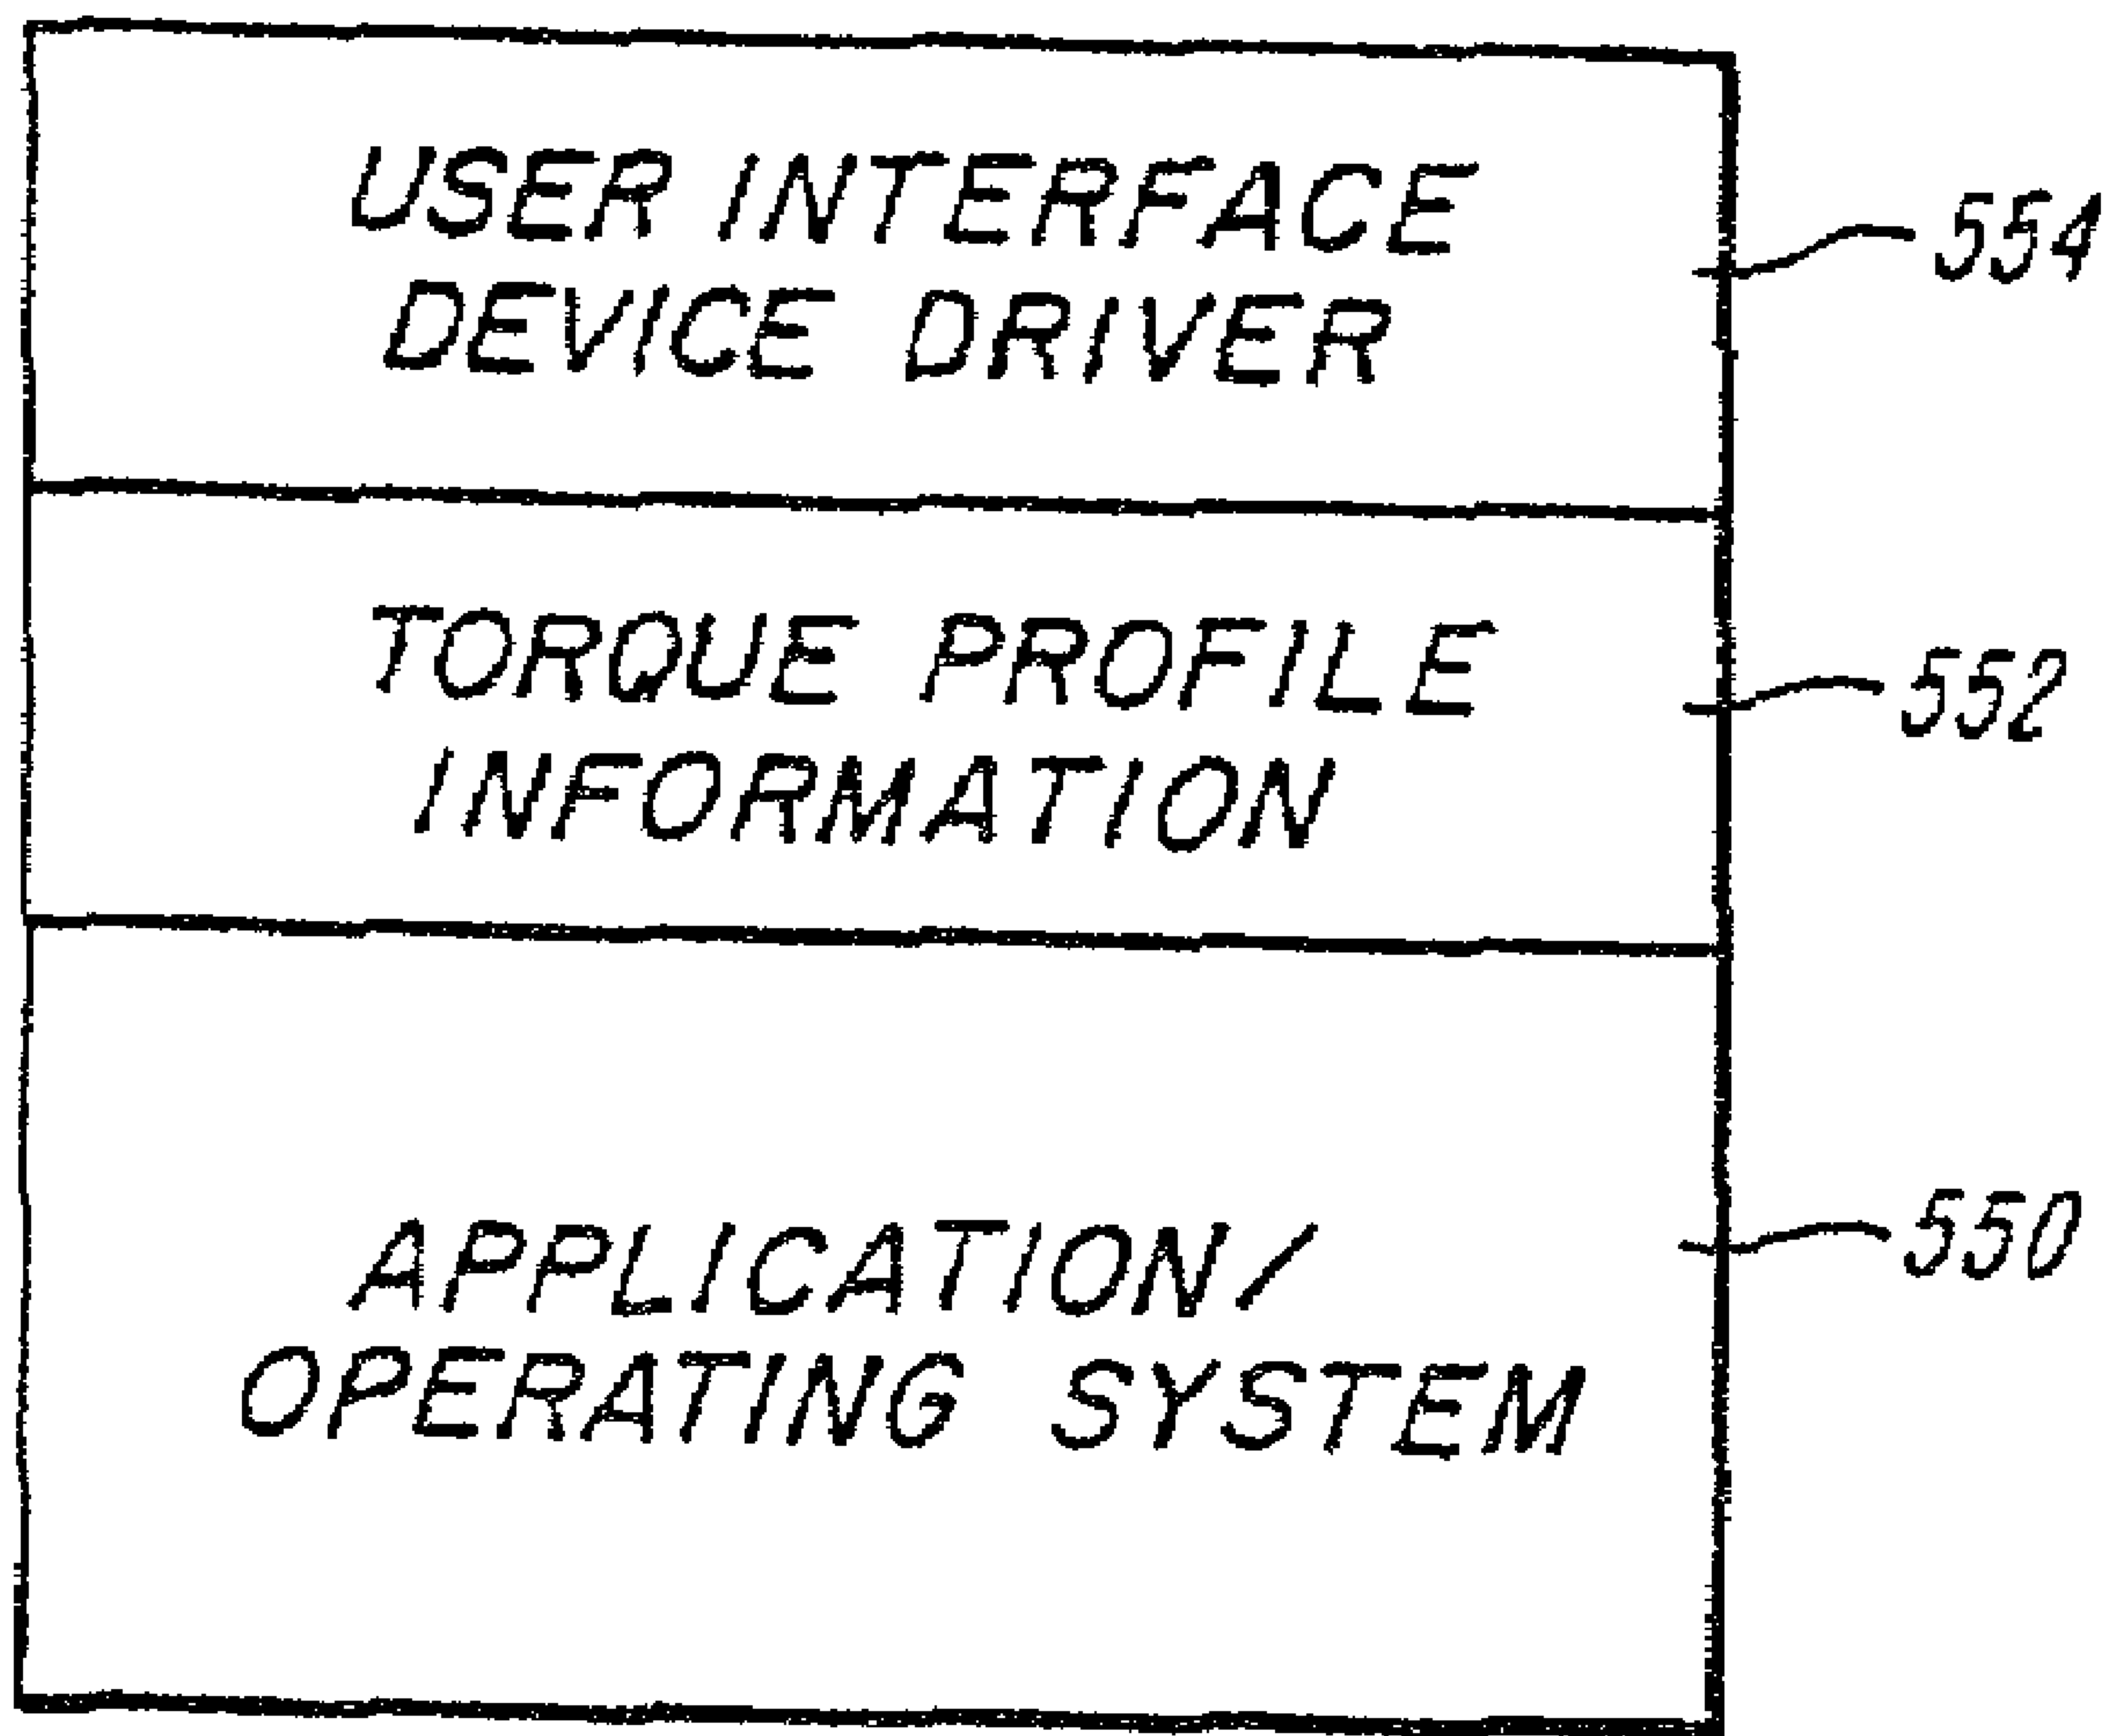 USER INTERFACE
DEVICE DRIVER
554
TORQUE PROFILE
INFORMATION
552
APPLICATION/
OPERATING SYSTEM
550